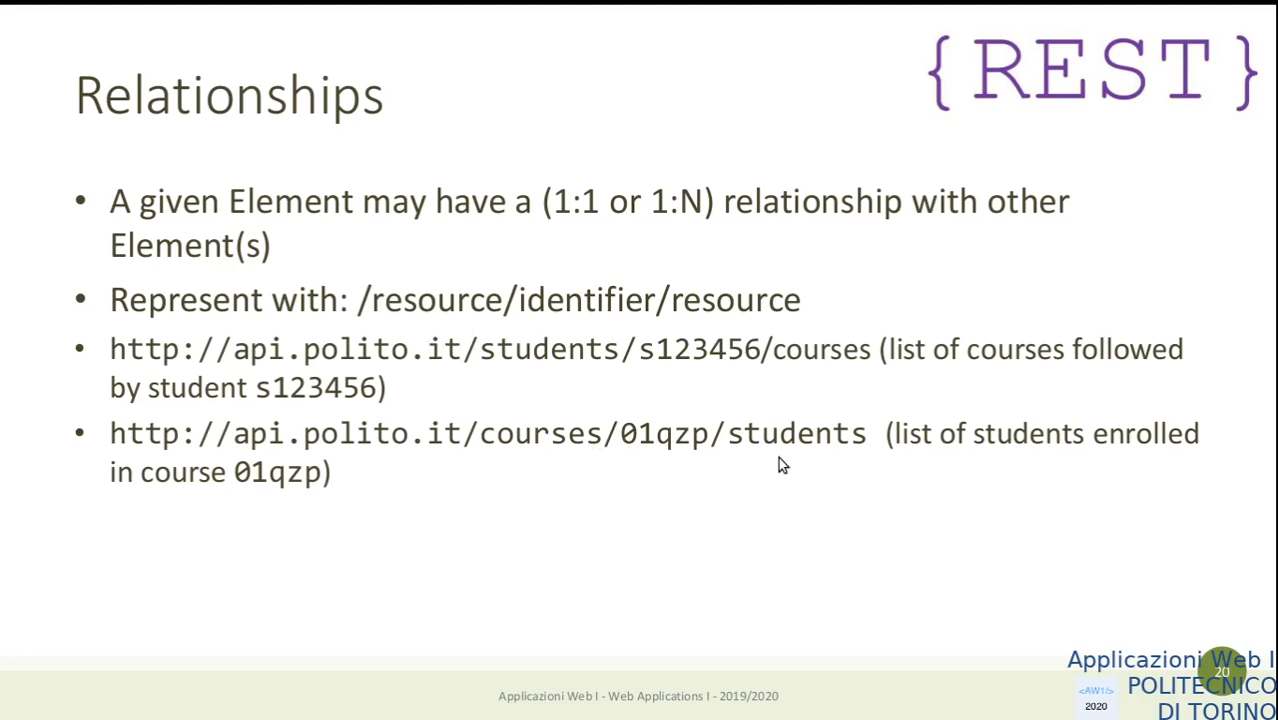 {REST}
Relationships
• A given Element may have a (1:1 or 1:N) relationship with other
Element(s)
• Represent with: /resource/identifier/resource
• http://api.polito.it/students/s123456/courses (list of courses followed
by student s123456)
• http://api.polito.it/courses/01qzp/students (list of students enrolled
in course 01qzp)
Applicazioni Web I - Web Applications I - 2019/2020
20
Applicazioni Web I
POLITECNICO
DI TORINO
<AW1/>
2020